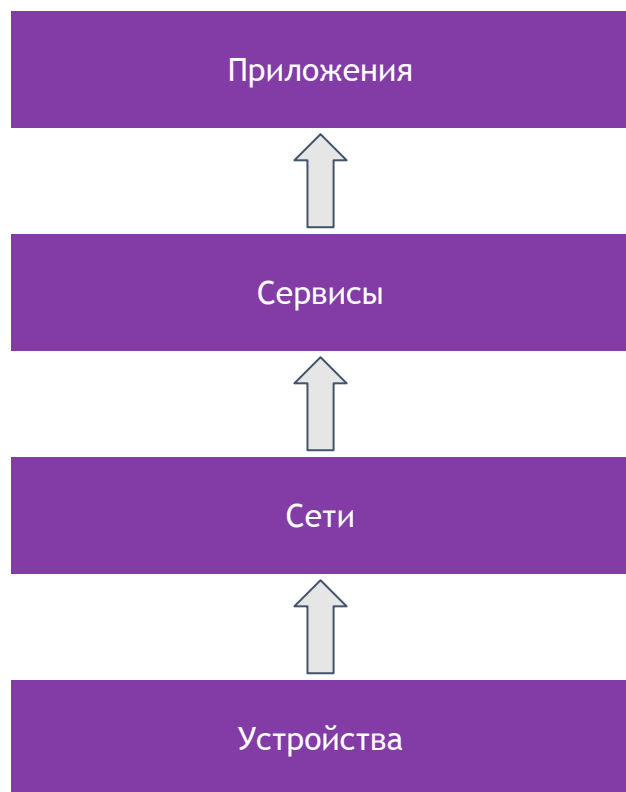 Приложения
Сервисы
Сети
Устройства